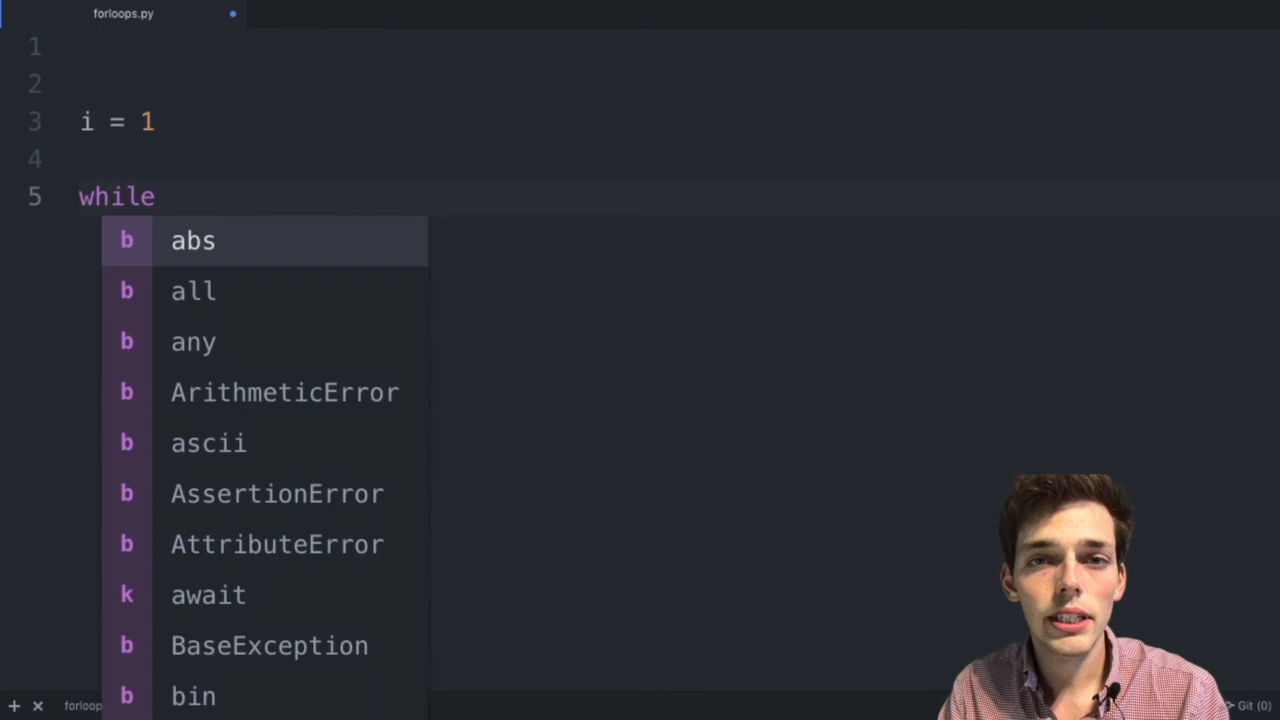 forloops.py
1
2
3 i = 1
4
5 while
b abs
b all
b any
b ArithmeticError
b ascii
b AssertionError
b AttributeError
k await
b BaseException
b bin
+ × forloop
Git (0)